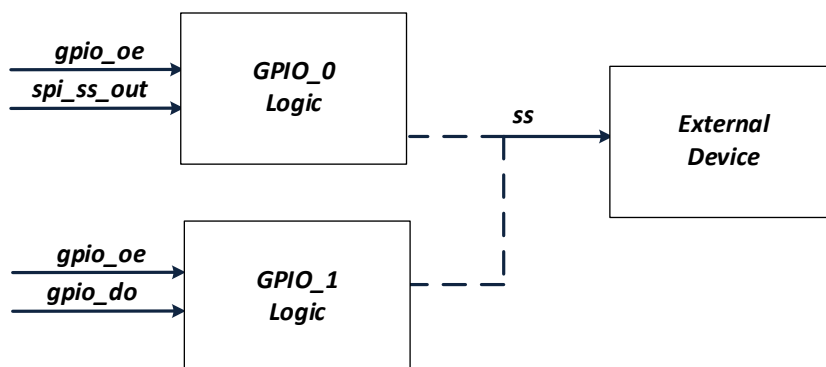 gpio_oe
spi_ss_out
GPIO_0
Logic
ss
External
Device
gpio_oe
gpio_do
GPIO_1
Logic